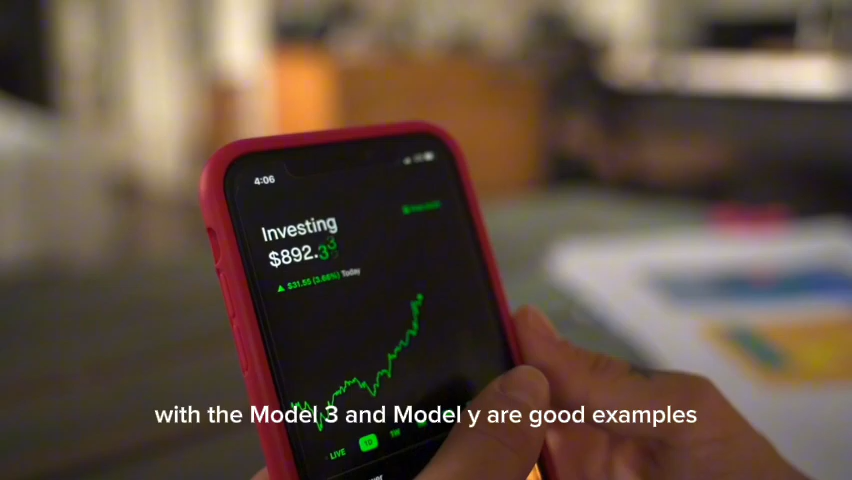 4:06
Investing
$892.33
▲ $31.55 (3.66%) Today
with the Model 3 and Model y are good examples
LIVE 1D 1W